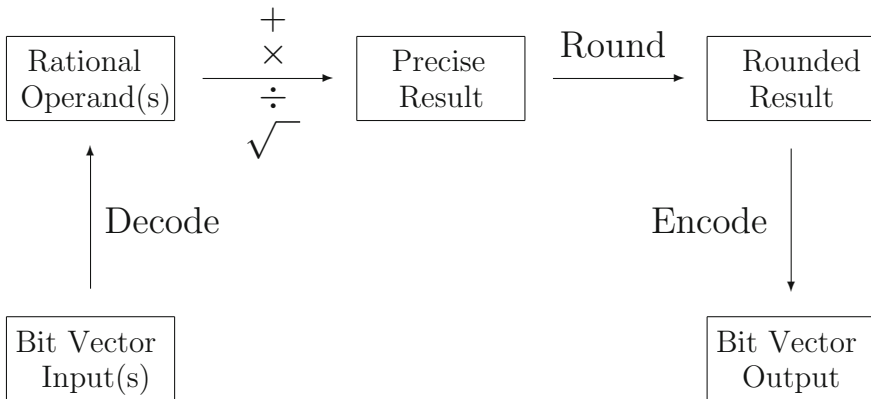 Rational
Operand(s)
+
×
÷
√
Precise
Result
Round
Rounded
Result
Decode
Encode
Bit Vector
Input(s)
Bit Vector
Output